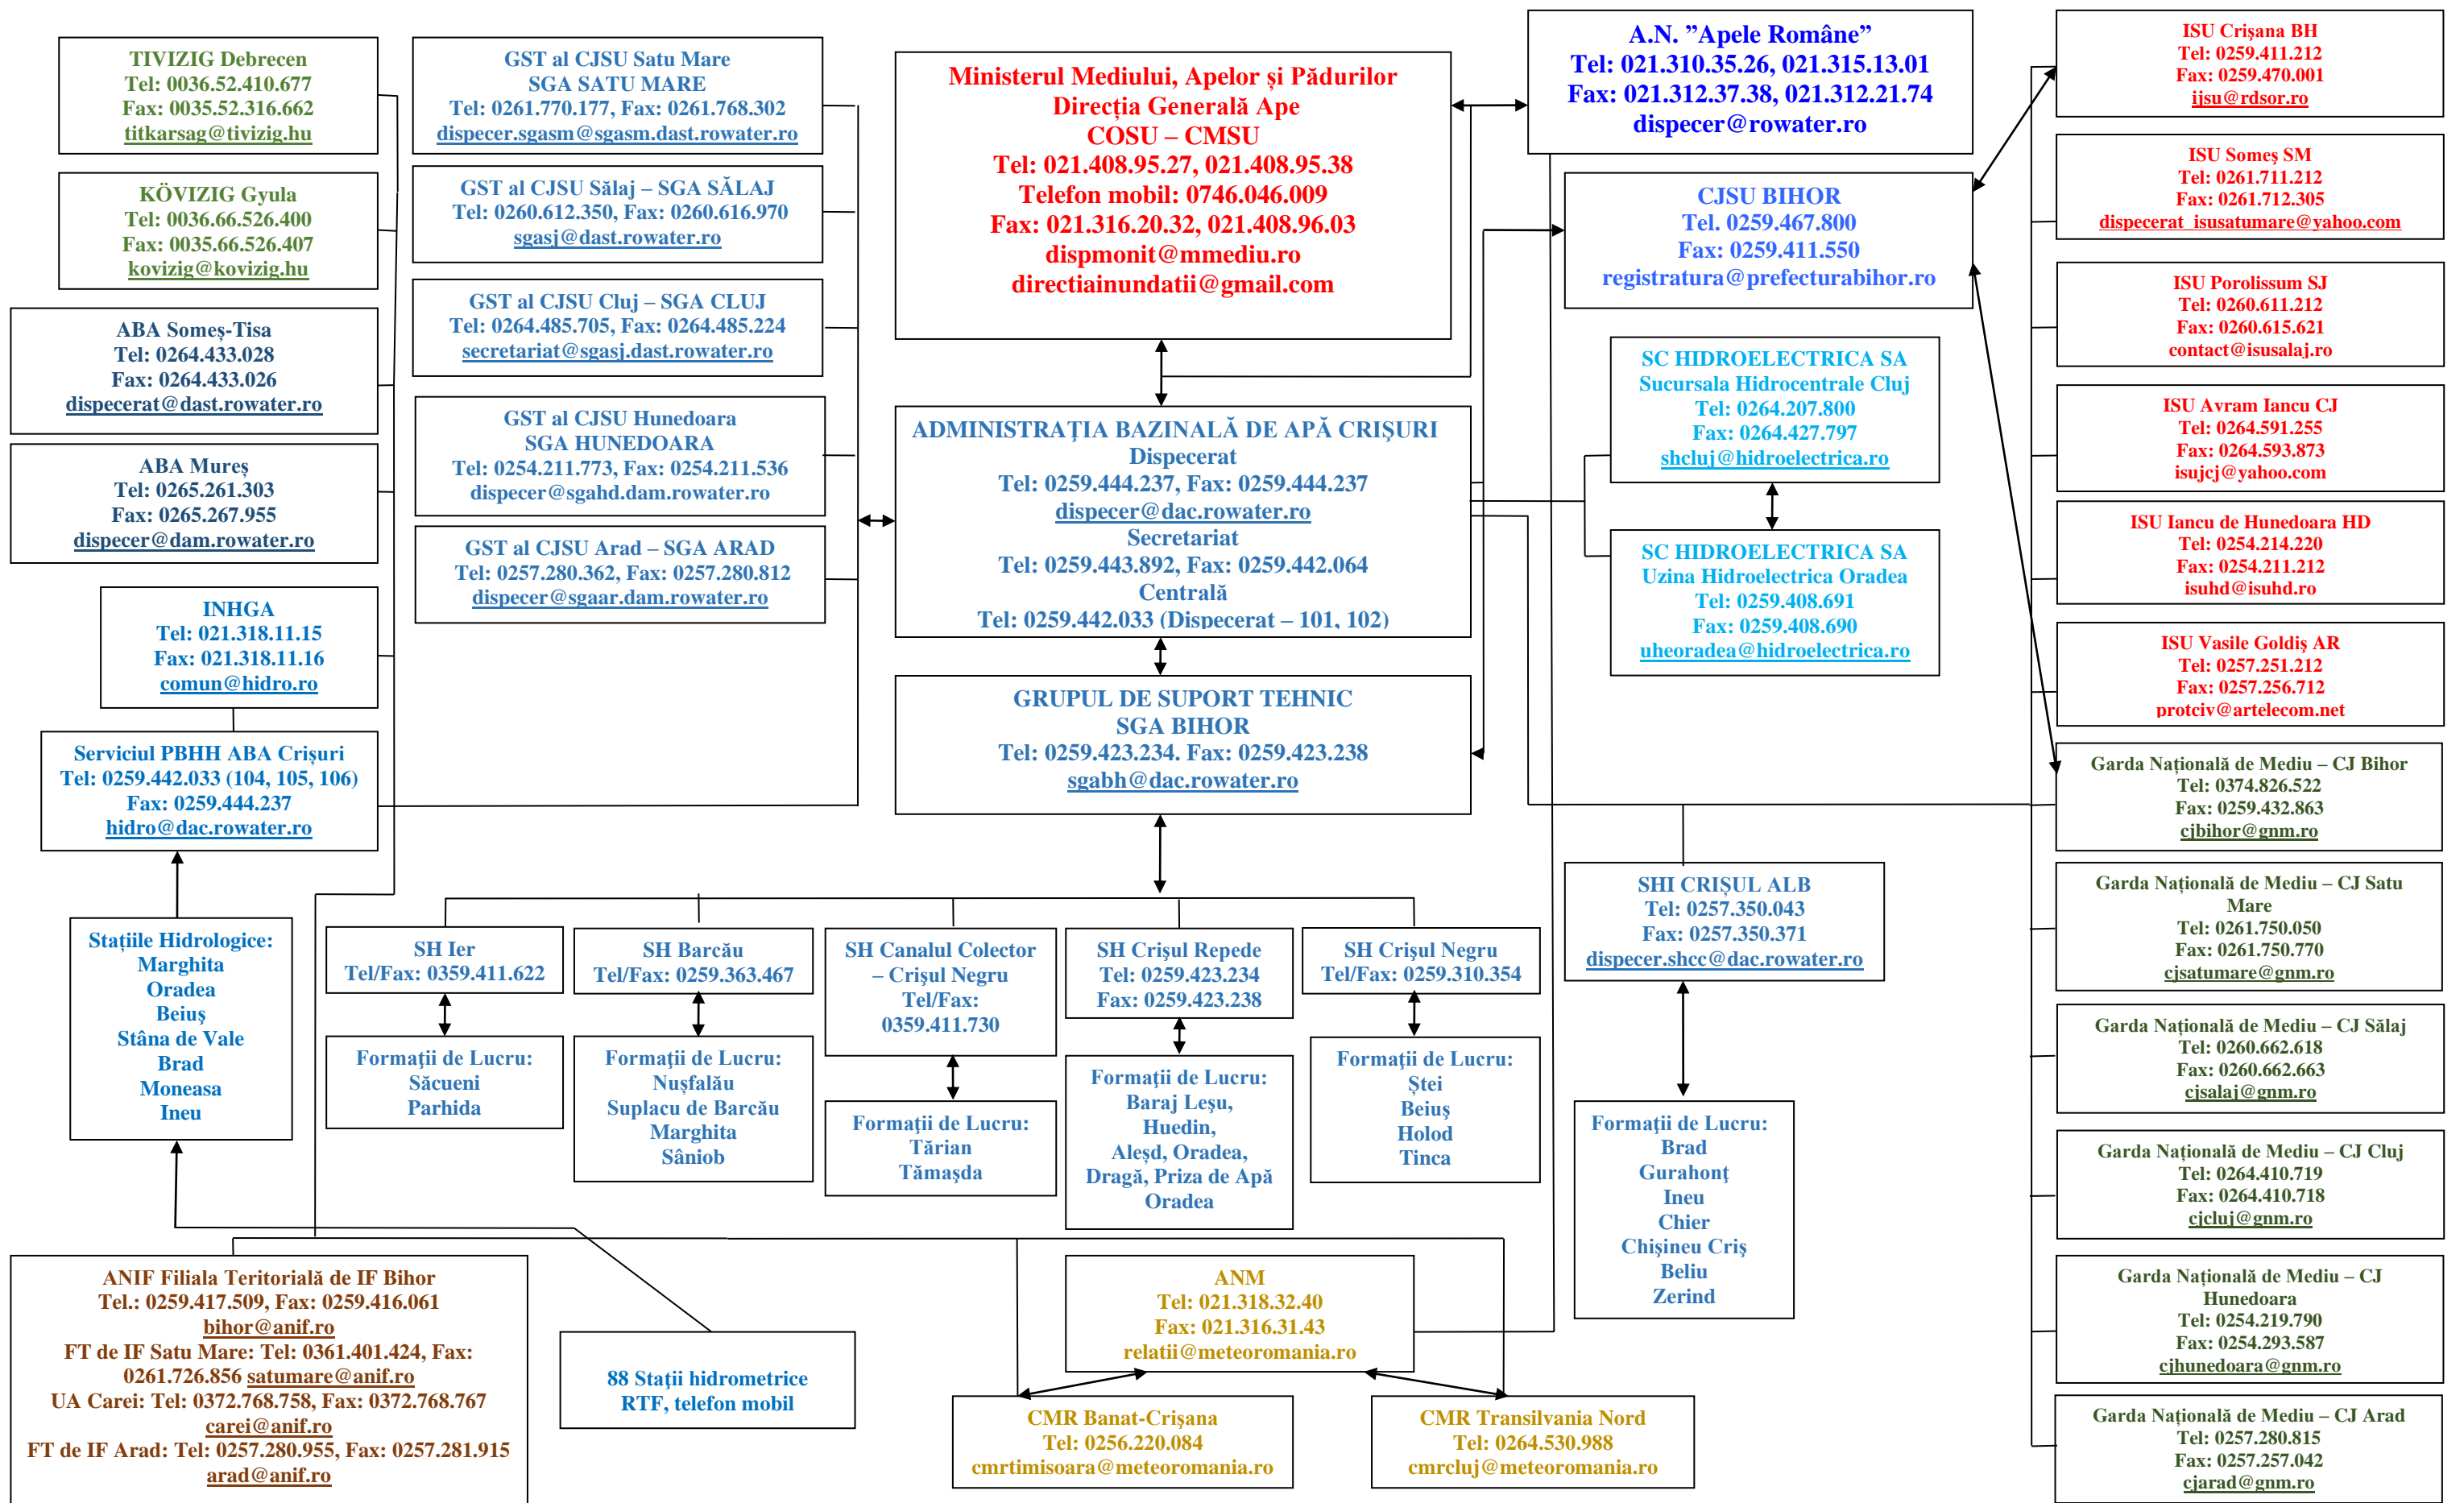 TIVIZIG Debrecen
Tel: 0036.52.410.677
Fax: 0035.52.316.662
titkarsag@tivizig.hu
KÖVIZIG Gyula
Tel: 0036.66.526.400
Fax: 0035.66.526.407
kovizig@kovizig.hu
ABA Someș-Tisa
Tel: 0264.433.028
Fax: 0264.433.026
dispecerat@dast.rowater.ro
ABA Mureș
Tel: 0265.261.303
Fax: 0265.267.955
dispecer@dam.rowater.ro
INHGA
Tel: 021.318.11.15
Fax: 021.318.11.16
comun@hidro.ro
Serviciul PBHH ABA Crișuri
Tel: 0259.442.033 (104, 105, 106)
Fax: 0259.444.237
hidro@dac.rowater.ro
Stațiile Hidrologice:
Marghita
Oradea
Beiuș
Stâna de Vale
Brad
Moneasa
Ineu
GST al CJSU Satu Mare
SGA SATU MARE
Tel: 0261.770.177, Fax: 0261.768.302
dispecer.sgasm@sgasm.dast.rowater.ro
GST al CJSU Sălaj – SGA SĂLAJ
Tel: 0260.612.350, Fax: 0260.616.970
sgasj@dast.rowater.ro
GST al CJSU Cluj – SGA CLUJ
Tel: 0264.485.705, Fax: 0264.485.224
secretariat@sgasj.dast.rowater.ro
GST al CJSU Hunedoara
SGA HUNEDOARA
Tel: 0254.211.773, Fax: 0254.211.536
dispecer@sgahd.dam.rowater.ro
GST al CJSU Arad – SGA ARAD
Tel: 0257.280.362, Fax: 0257.280.812
dispecer@sgaar.dam.rowater.ro
Ministerul Mediului, Apelor și Pădurilor
Direcția Generală Ape
COSU – CMSU
Tel: 021.408.95.27, 021.408.95.38
Telefon mobil: 0746.046.009
Fax: 021.316.20.32, 021.408.96.03
dispmonit@mmediu.ro
directiainundatii@gmail.com
ADMINISTRAŢIA BAZINALĂ DE APĂ CRIŞURI
Dispecerat
Tel: 0259.444.237, Fax: 0259.444.237
dispecer@dac.rowater.ro
Secretariat
Tel: 0259.443.892, Fax: 0259.442.064
Centrală
Tel: 0259.442.033 (Dispecerat – 101, 102)
GRUPUL DE SUPORT TEHNIC
SGA BIHOR
Tel: 0259.423.234. Fax: 0259.423.238
sgabh@dac.rowater.ro
A.N. ”Apele Române”
Tel: 021.310.35.26, 021.315.13.01
Fax: 021.312.37.38, 021.312.21.74
dispecer@rowater.ro
CJSU BIHOR
Tel. 0259.467.800
Fax: 0259.411.550
registratura@prefecturabihor.ro
SC HIDROELECTRICA SA
Sucursala Hidrocentrale Cluj
Tel: 0264.207.800
Fax: 0264.427.797
shcluj@hidroelectrica.ro
SC HIDROELECTRICA SA
Uzina Hidroelectrica Oradea
Tel: 0259.408.691
Fax: 0259.408.690
uheoradea@hidroelectrica.ro
ISU Crişana BH
Tel: 0259.411.212
Fax: 0259.470.001
ijsu@rdsor.ro
ISU Someş SM
Tel: 0261.711.212
Fax: 0261.712.305
dispecerat_isusatumare@yahoo.com
ISU Porolissum SJ
Tel: 0260.611.212
Fax: 0260.615.621
contact@isusalaj.ro
ISU Avram Iancu CJ
Tel: 0264.591.255
Fax: 0264.593.873
isujcj@yahoo.com
ISU Iancu de Hunedoara HD
Tel: 0254.214.220
Fax: 0254.211.212
isuhd@isuhd.ro
ISU Vasile Goldiş AR
Tel: 0257.251.212
Fax: 0257.256.712
protciv@artelecom.net
Garda Națională de Mediu – CJ Bihor
Tel: 0374.826.522
Fax: 0259.432.863
cjbihor@gnm.ro
Garda Națională de Mediu – CJ Satu
Mare
Tel: 0261.750.050
Fax: 0261.750.770
cjsatumare@gnm.ro
Garda Națională de Mediu – CJ Sălaj
Tel: 0260.662.618
Fax: 0260.662.663
cjsalaj@gnm.ro
Garda Națională de Mediu – CJ Cluj
Tel: 0264.410.719
Fax: 0264.410.718
cjcluj@gnm.ro
Garda Națională de Mediu – CJ
Hunedoara
Tel: 0254.219.790
Fax: 0254.293.587
cjhunedoara@gnm.ro
Garda Națională de Mediu – CJ Arad
Tel: 0257.280.815
Fax: 0257.257.042
cjarad@gnm.ro
SH Ier
Tel/Fax: 0359.411.622
Formaţii de Lucru:
Săcueni
Parhida
SH Barcău
Tel/Fax: 0259.363.467
Formaţii de Lucru:
Nușfalău
Suplacu de Barcău
Marghita
Sâniob
SH Canalul Colector
– Crişul Negru
Tel/Fax:
0359.411.730
Formaţii de Lucru:
Tărian
Tămaşda
SH Crişul Repede
Tel: 0259.423.234
Fax: 0259.423.238
Formaţii de Lucru:
Baraj Leşu,
Huedin,
Aleșd, Oradea,
Dragă, Priza de Apă
Oradea
SH Crişul Negru
Tel/Fax: 0259.310.354
Formaţii de Lucru:
Ștei
Beiuş
Holod
Tinca
SHI CRIȘUL ALB
Tel: 0257.350.043
Fax: 0257.350.371
dispecer.shcc@dac.rowater.ro
Formaţii de Lucru:
Brad
Gurahonţ
Ineu
Chier
Chişineu Criş
Beliu
Zerind
ANIF Filiala Teritorială de IF Bihor
Tel.: 0259.417.509, Fax: 0259.416.061
bihor@anif.ro
FT de IF Satu Mare: Tel: 0361.401.424, Fax:
0261.726.856 satumare@anif.ro
UA Carei: Tel: 0372.768.758, Fax: 0372.768.767
carei@anif.ro
FT de IF Arad: Tel: 0257.280.955, Fax: 0257.281.915
arad@anif.ro
88 Staţii hidrometrice
RTF, telefon mobil
ANM
Tel: 021.318.32.40
Fax: 021.316.31.43
relatii@meteoromania.ro
CMR Banat-Crişana
Tel: 0256.220.084
cmrtimisoara@meteoromania.ro
CMR Transilvania Nord
Tel: 0264.530.988
cmrcluj@meteoromania.ro